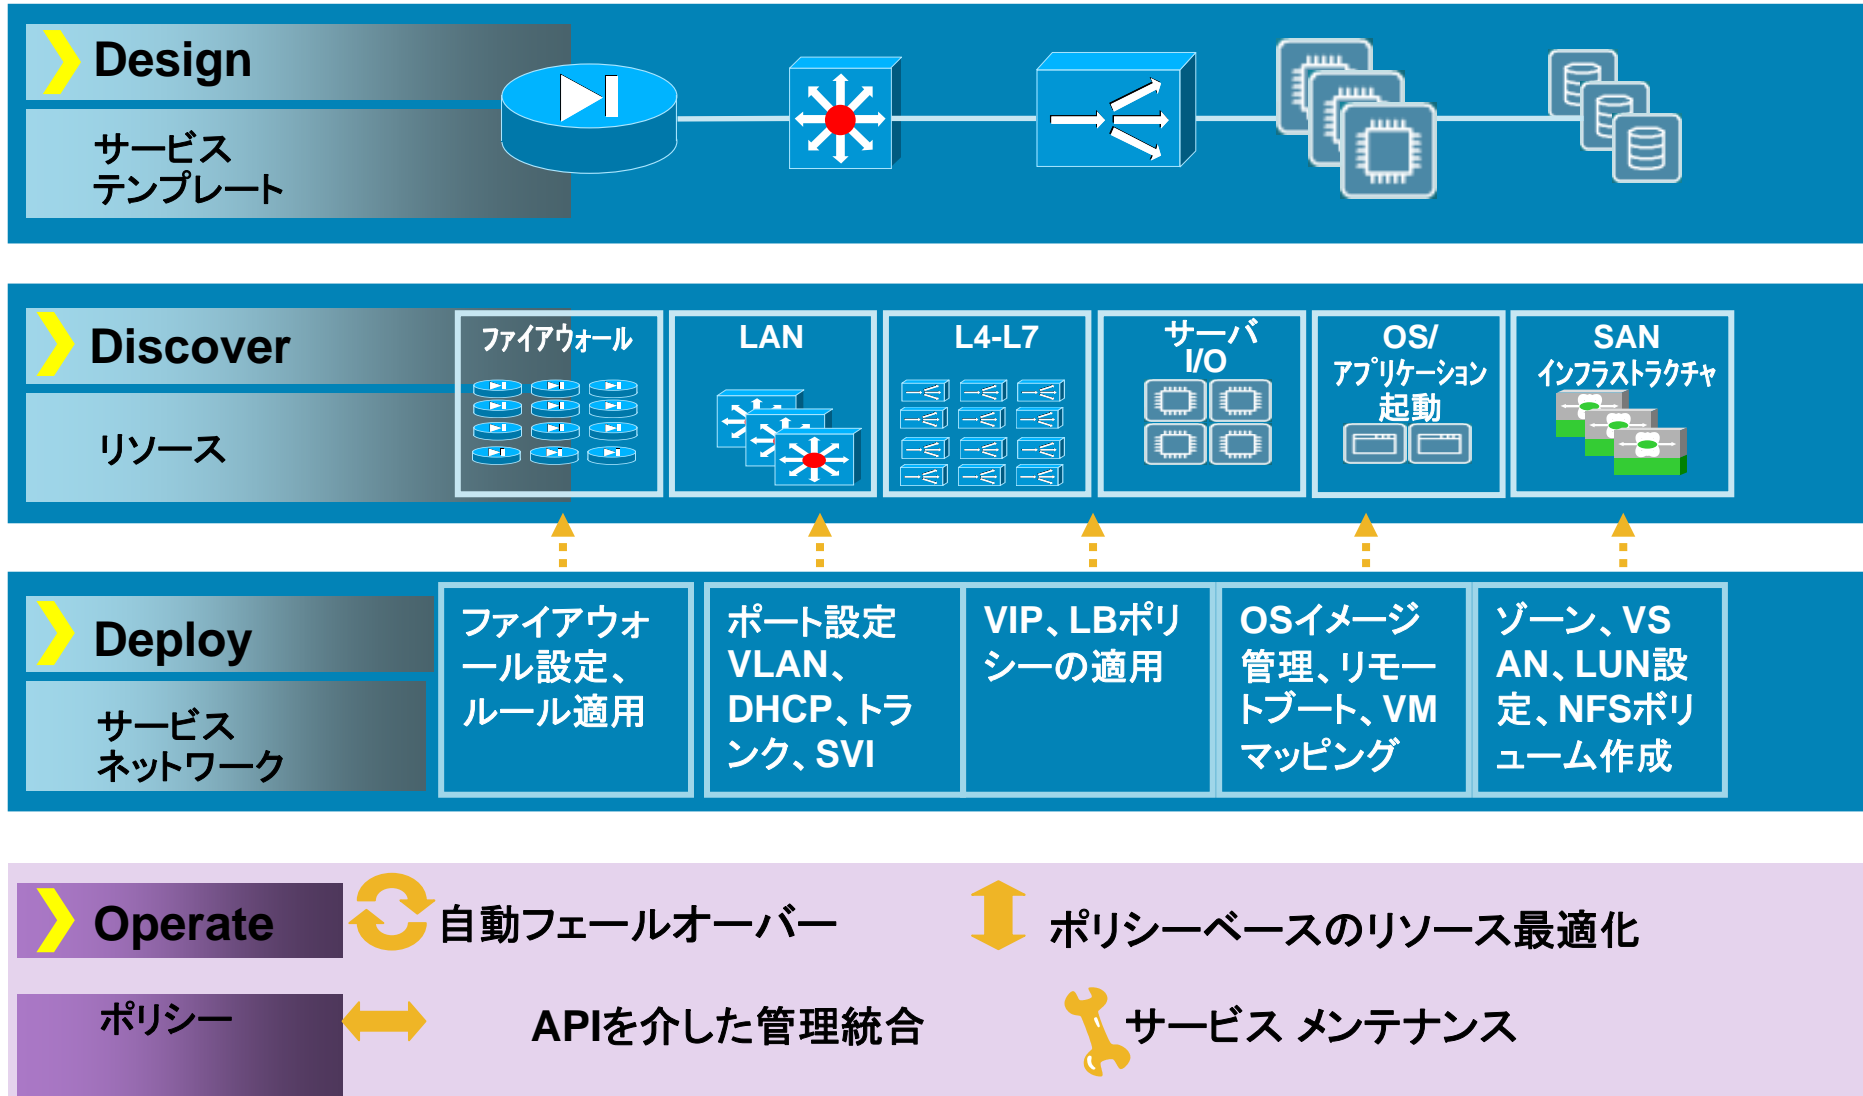 Design
サービス
テンプレート
Discover
リソース
ファイアウォール
LAN
L4-L7
サーバ
I/O
OS/
アプリケーション
起動
SAN
インフラストラクチャ
Deploy
サービス
ネットワーク
ファイアウォ
ール設定、
ルール適用
ポート設定
VLAN、
DHCP、トラ
ンク、SVI
VIP、LBポリ
シーの適用
OSイメージ
管理、リモー
トブート、VM
マッピング
ゾーン、VS
AN、LUN設
定、NFSボリ
ューム作成
Operate
ポリシー
自動フェールオーバー
ポリシーベースのリソース最適化
APIを介した管理統合
サービス メンテナンス